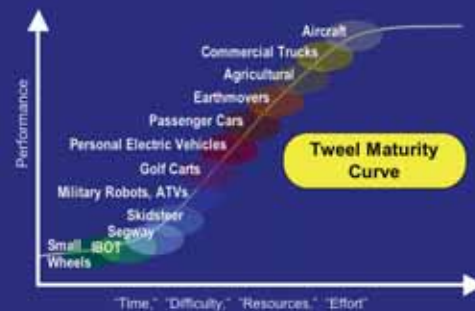 Aircraft
Commercial Trucks
Agricultural
Earthmovers
Passenger Cars
Personal Electric Vehicles
Golf Carts
Military Robots, ATVs
Skidsteer
Segway
Small IBOT
Wheels
Performance
Tweel Maturity
Curve
"Time," "Difficulty," "Resources," "Effort"